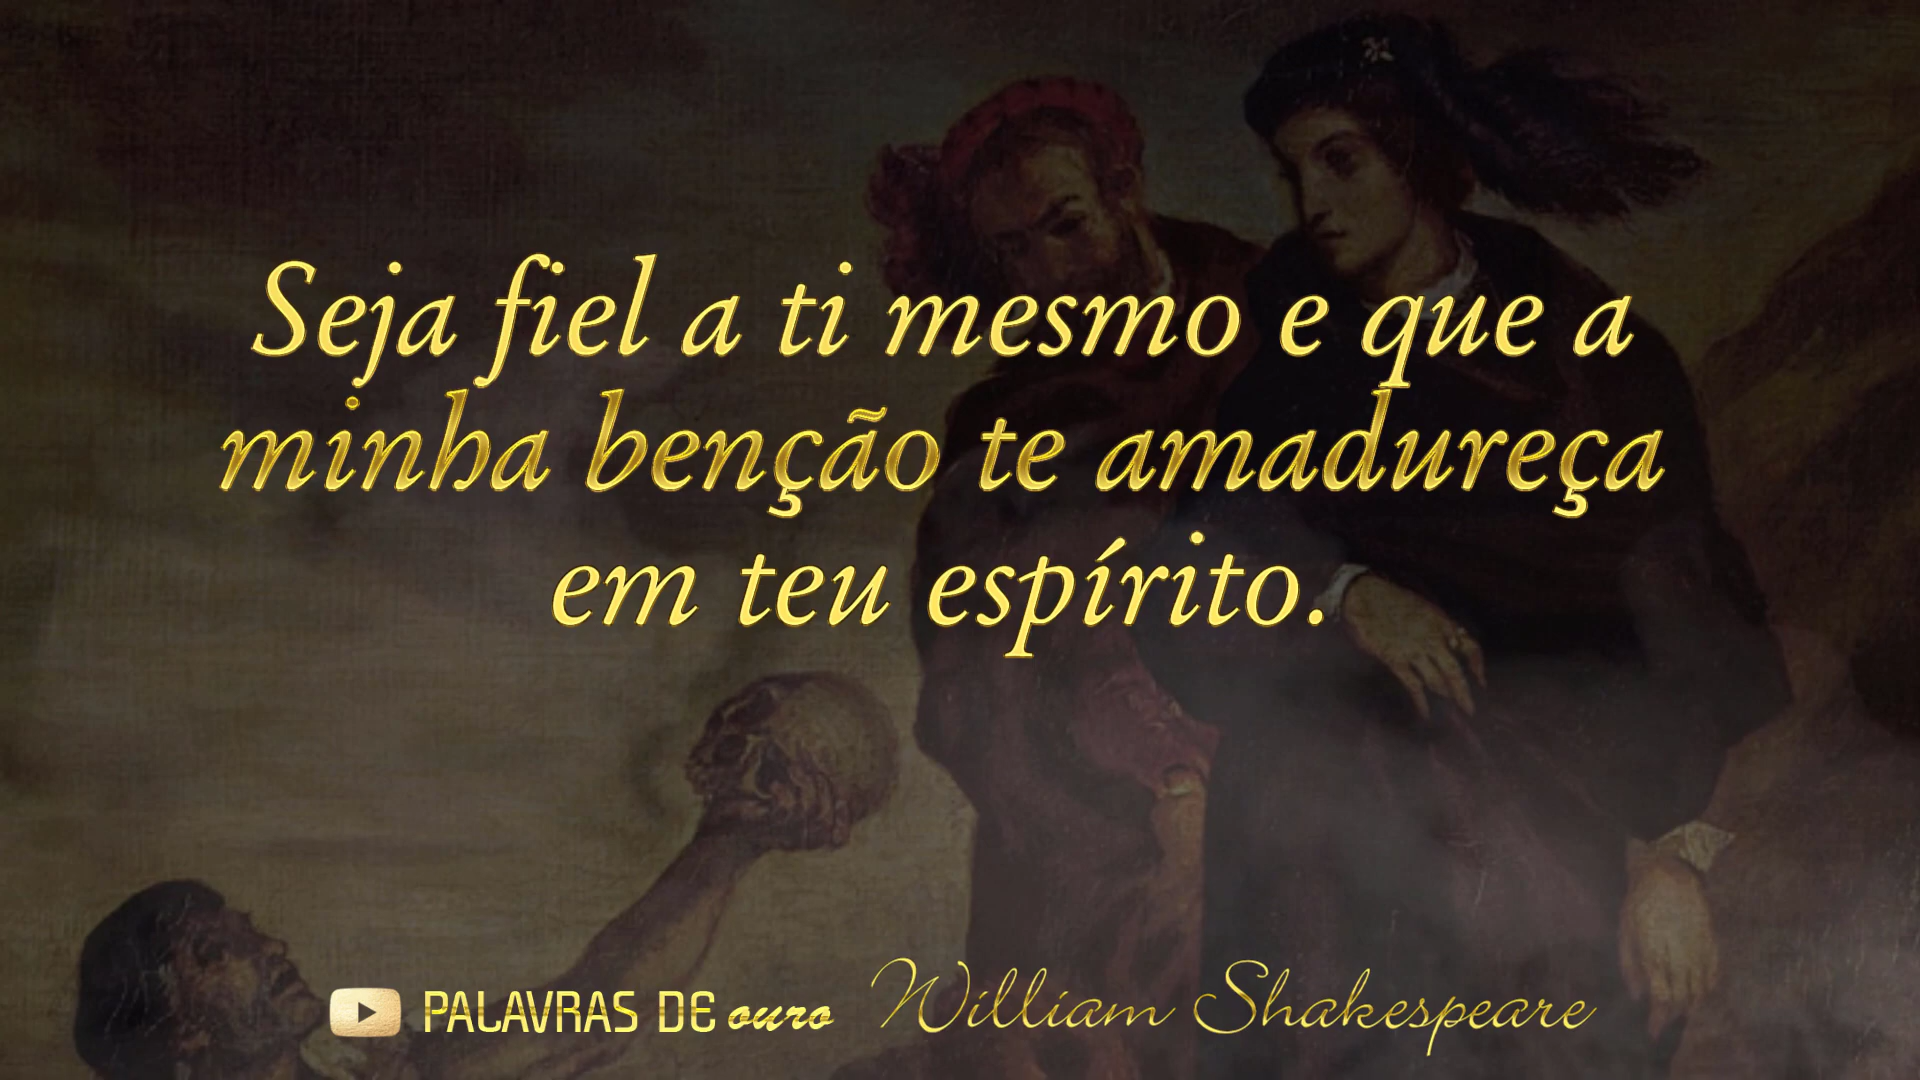 Seja fiel a ti mesmo e que a
minha benção te amadureça
em teu espírito.
PALAVRAS DE ouro William Shakespeare